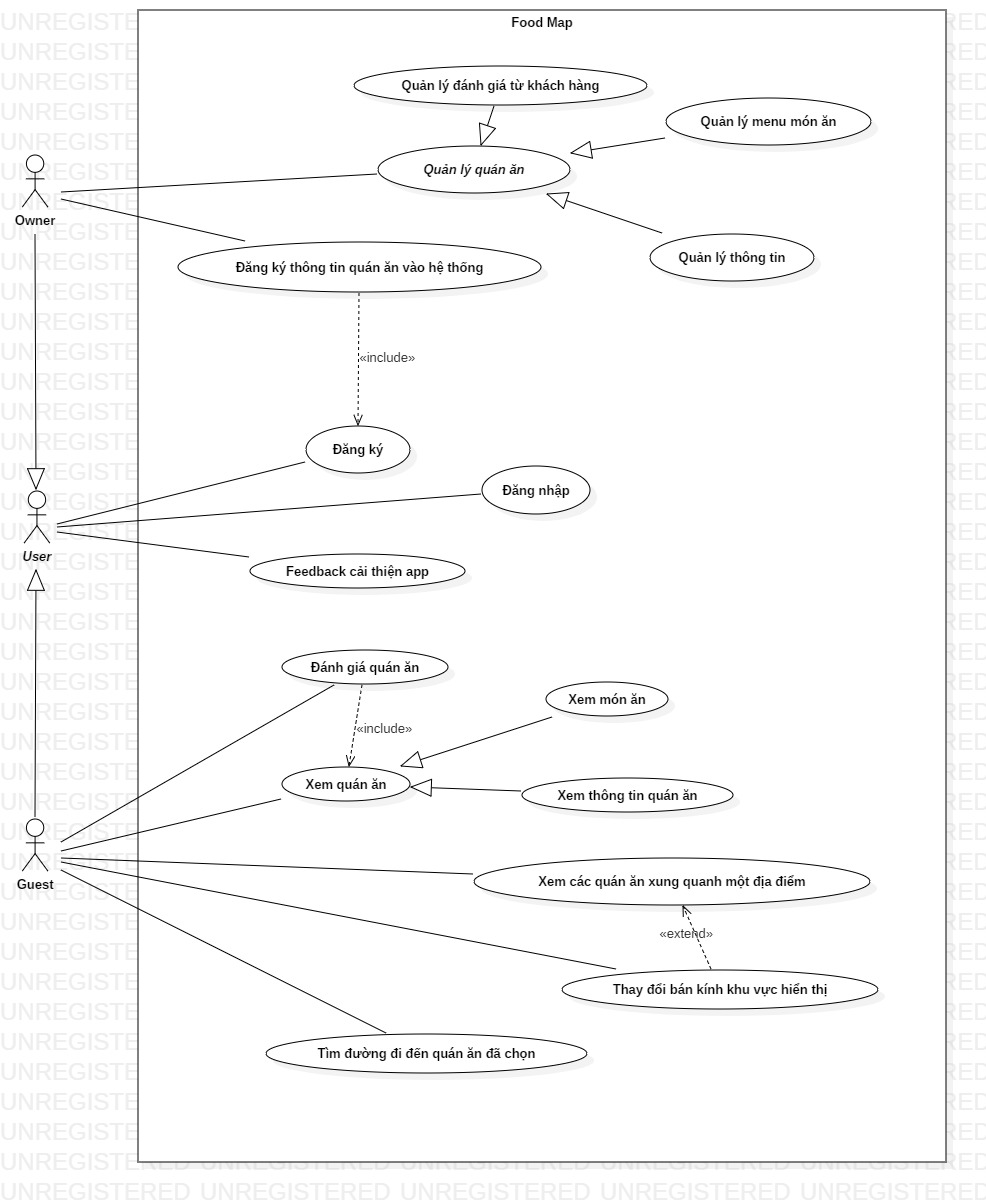 Food Map
Quản lý đánh giá từ khách hàng
Quản lý menu món ăn
Quản lý quán ăn
Owner
Quản lý thông tin
Đăng ký thông tin quán ăn vào hệ thống
«include»
Đăng ký
Đăng nhập
User
Feedback cải thiện app
Đánh giá quán ăn
Xem món ăn
«include»
Xem quán ăn
Xem thông tin quán ăn
Guest
Xem các quán ăn xung quanh một địa điểm
«extend»
Thay đổi bán kính khu vực hiển thị
Tìm đường đi đến quán ăn đã chọn
UNREGISTERED UNREGISTERED UNREGISTERED UNREGISTERED UNREGISTERED